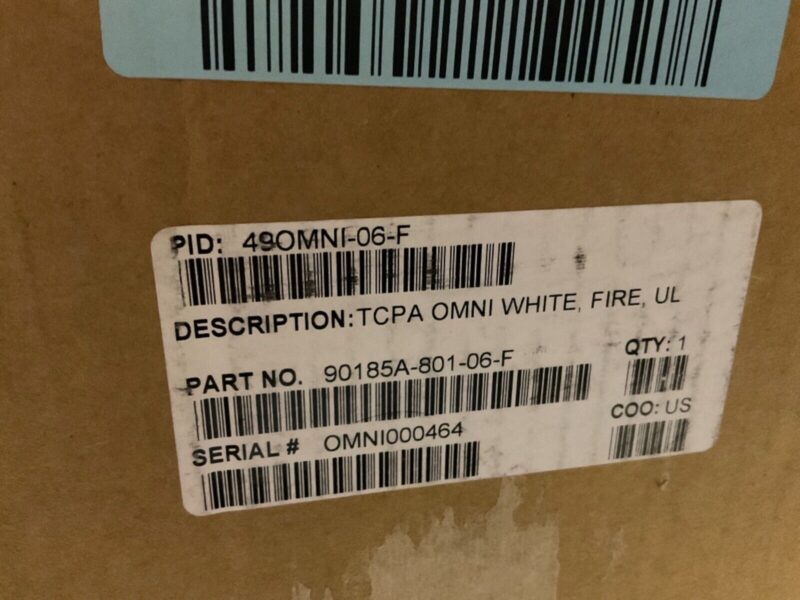 PID: 49OMNI-06-F
DESCRIPTION: TCPA OMNI WHITE, FIRE, UL
PART NO. 90185A-801-06-F
QTY: 1
COO: US
SERIAL # OMNI000464